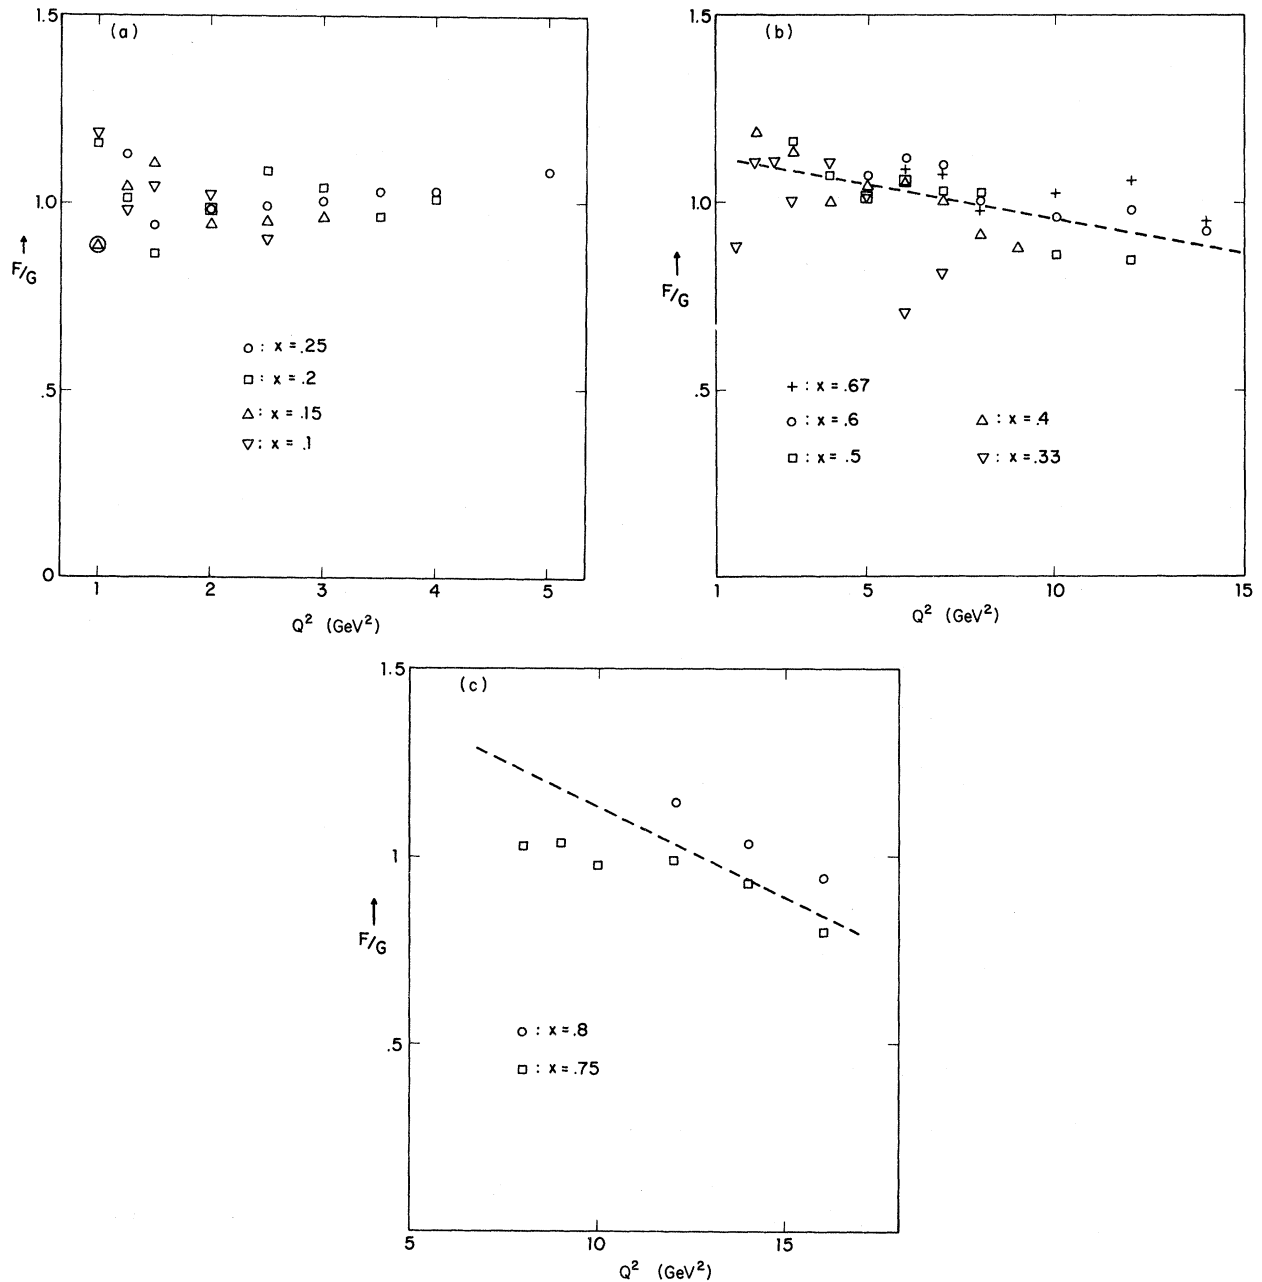 (a)
1.5
1.0
F/G
.5
0
○ : x = .25
□ : x = .2
△ : x = .15
▽ : x = .1
1 2 3 4 5
Q² (GeV²)
(b)
1.5
1.0
F/G
.5
+ : x = .67
○ : x = .6
□ : x = .5
△ : x = .4
▽ : x = .33
1 5 10 15
Q² (GeV²)
(c)
1.5
1
F/G
.5
○ : x = .8
□ : x = .75
5 10 15
Q² (GeV²)